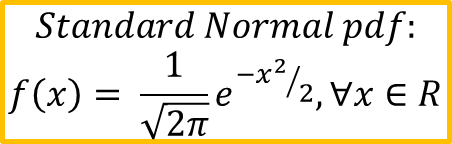 Standard Normal pdf:
f(x) = 1/√2π e^−x²/2, ∀x ∈ R